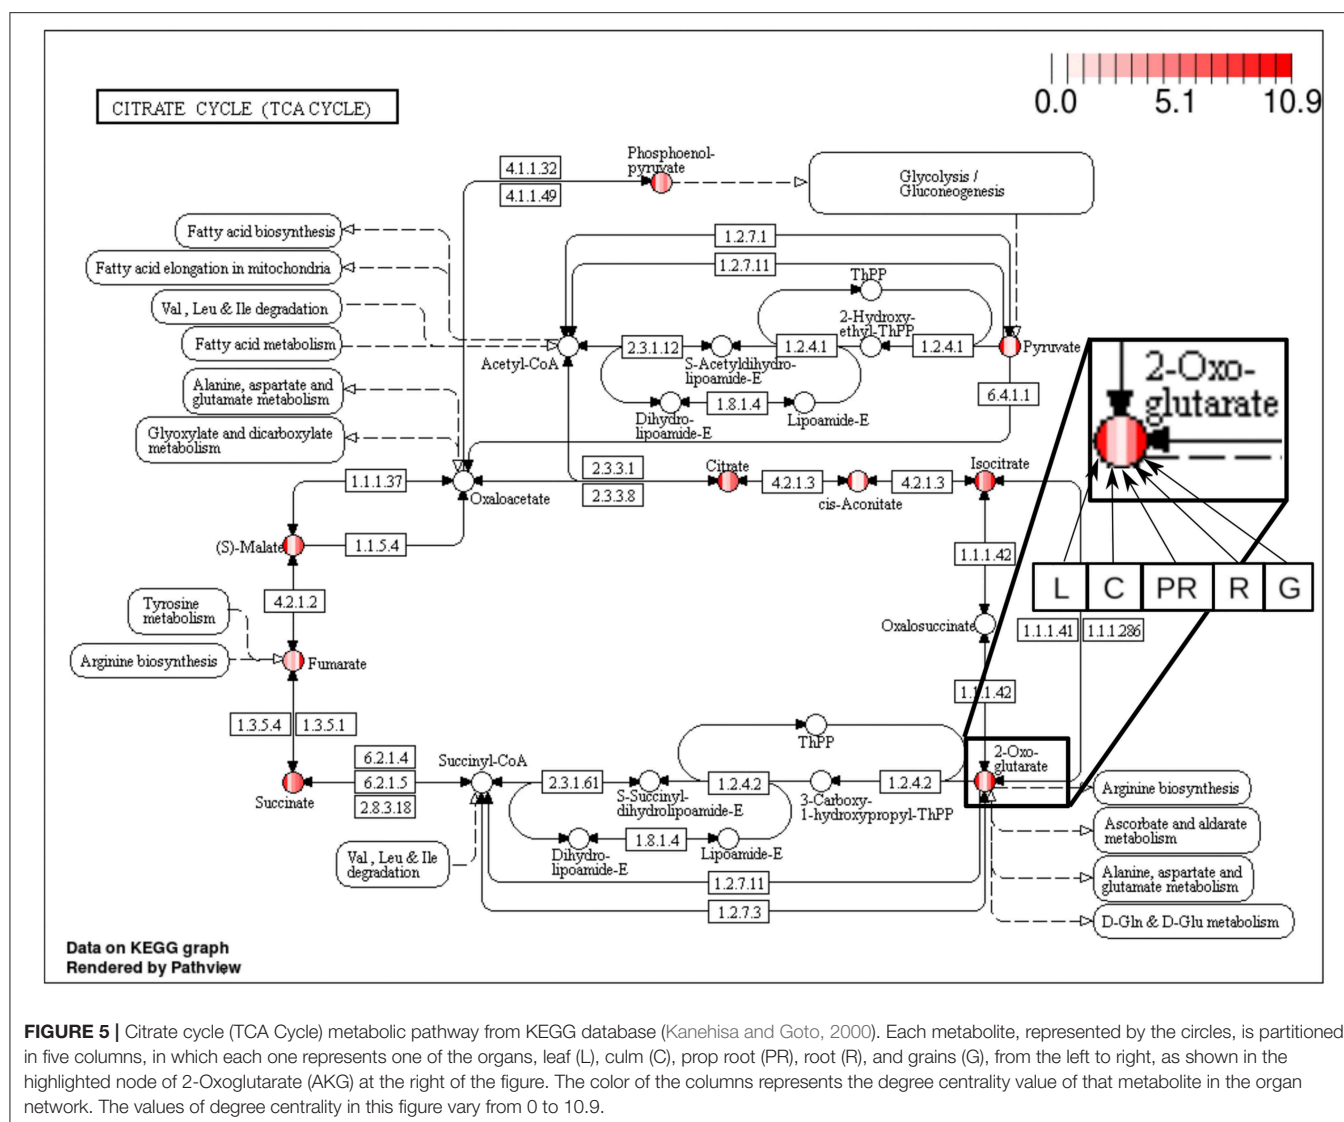 CITRATE CYCLE (TCA CYCLE)
0.0 5.1 10.9
Phosphoenol-
pyruvate
4.1.1.32
4.1.1.49
Glycolysis /
Gluconeogenesis
Fatty acid biosynthesis
Fatty acid elongation in mitochondria
Val, Leu & Ile degradation
Fatty acid metabolism
Alanine, aspartate and
glutamate metabolism
Glyoxylate and dicarboxylate
metabolism
1.2.7.1
1.2.7.11
ThPP
2-Hydroxy-
ethyl-ThPP
Acetyl-CoA
2.3.1.12
S-Acetyldihydro-
lipoamide-E
1.2.4.1
1.2.4.1
Pyruvate
Dihydro-
lipoamide-E
1.8.1.4
Lipoamide-E
6.4.1.1
2-Oxo-
glutarate
L C PR R G
1.1.1.37
Oxaloacetate
2.3.3.1
2.3.3.8
Citrate
4.2.1.3
cis-Aconitate
4.2.1.3
Isocitrate
(S)-Malate
1.1.5.4
1.1.1.42
4.2.1.2
Tyrosine
metabolism
Arginine biosynthesis
Fumarate
Oxalosuccinate
1.1.1.41
1.1.1.286
1.1.1.42
1.3.5.4
1.3.5.1
Succinate
6.2.1.4
6.2.1.5
2.8.3.18
Succinyl-CoA
2.3.1.61
S-Succinyl-
dihydrolipoamide-E
1.2.4.2
ThPP
3-Carboxy-
1-hydroxypropyl-ThPP
1.2.4.2
2-Oxo-
glutarate
Val, Leu & Ile
degradation
Dihydro-
lipoamide-E
1.8.1.4
Lipoamide-E
1.2.7.11
1.2.7.3
Arginine biosynthesis
Ascorbate and aldarate
metabolism
Alanine, aspartate and
glutamate metabolism
D-Gln & D-Glu metabolism
Data on KEGG graph
Rendered by Pathview
FIGURE 5 | Citrate cycle (TCA Cycle) metabolic pathway from KEGG database (Kanehisa and Goto, 2000). Each metabolite, represented by the circles, is partitioned
in five columns, in which each one represents one of the organs, leaf (L), culm (C), prop root (PR), root (R), and grains (G), from the left to right, as shown in the
highlighted node of 2-Oxoglutarate (AKG) at the right of the figure. The color of the columns represents the degree centrality value of that metabolite in the organ
network. The values of degree centrality in this figure vary from 0 to 10.9.